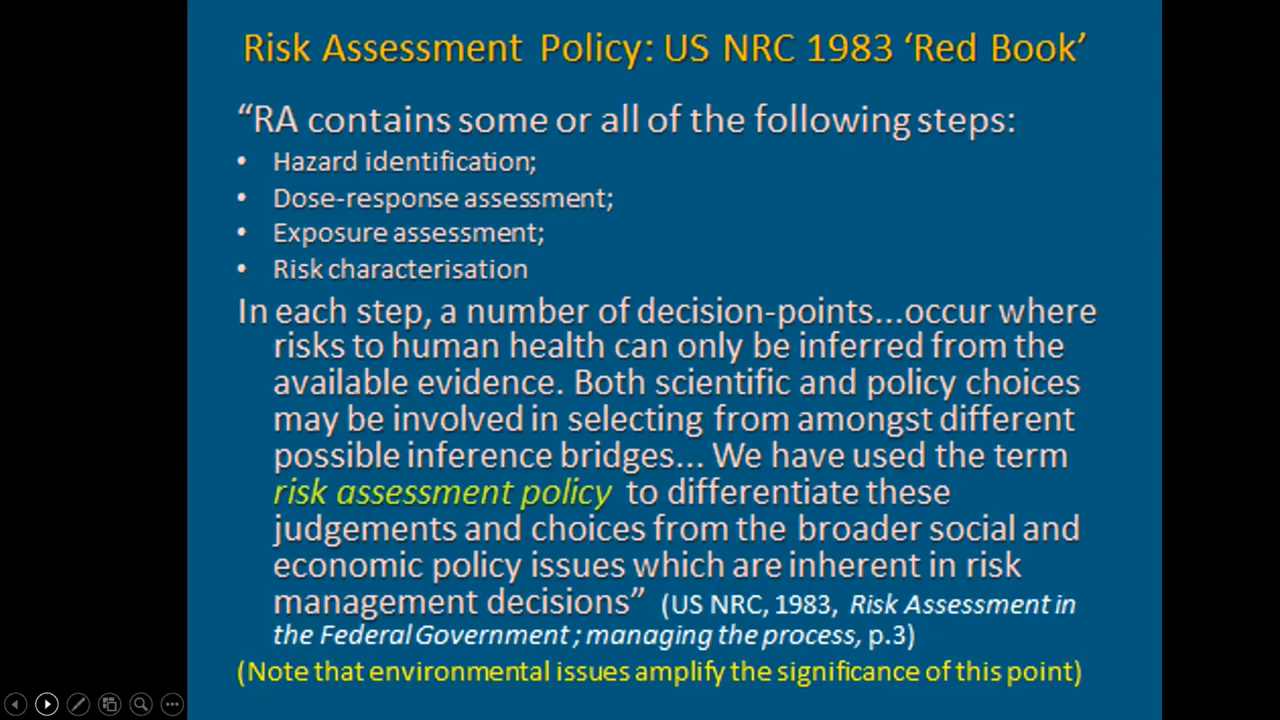 Risk Assessment Policy: US NRC 1983 ‘Red Book’
“RA contains some or all of the following steps:
• Hazard identification;
• Dose-response assessment;
• Exposure assessment;
• Risk characterisation
In each step, a number of decision-points...occur where
risks to human health can only be inferred from the
available evidence. Both scientific and policy choices
may be involved in selecting from amongst different
possible inference bridges... We have used the term
risk assessment policy to differentiate these
judgements and choices from the broader social and
economic policy issues which are inherent in risk
management decisions” (US NRC, 1983, Risk Assessment in
the Federal Government ; managing the process, p.3)
(Note that environmental issues amplify the significance of this point)